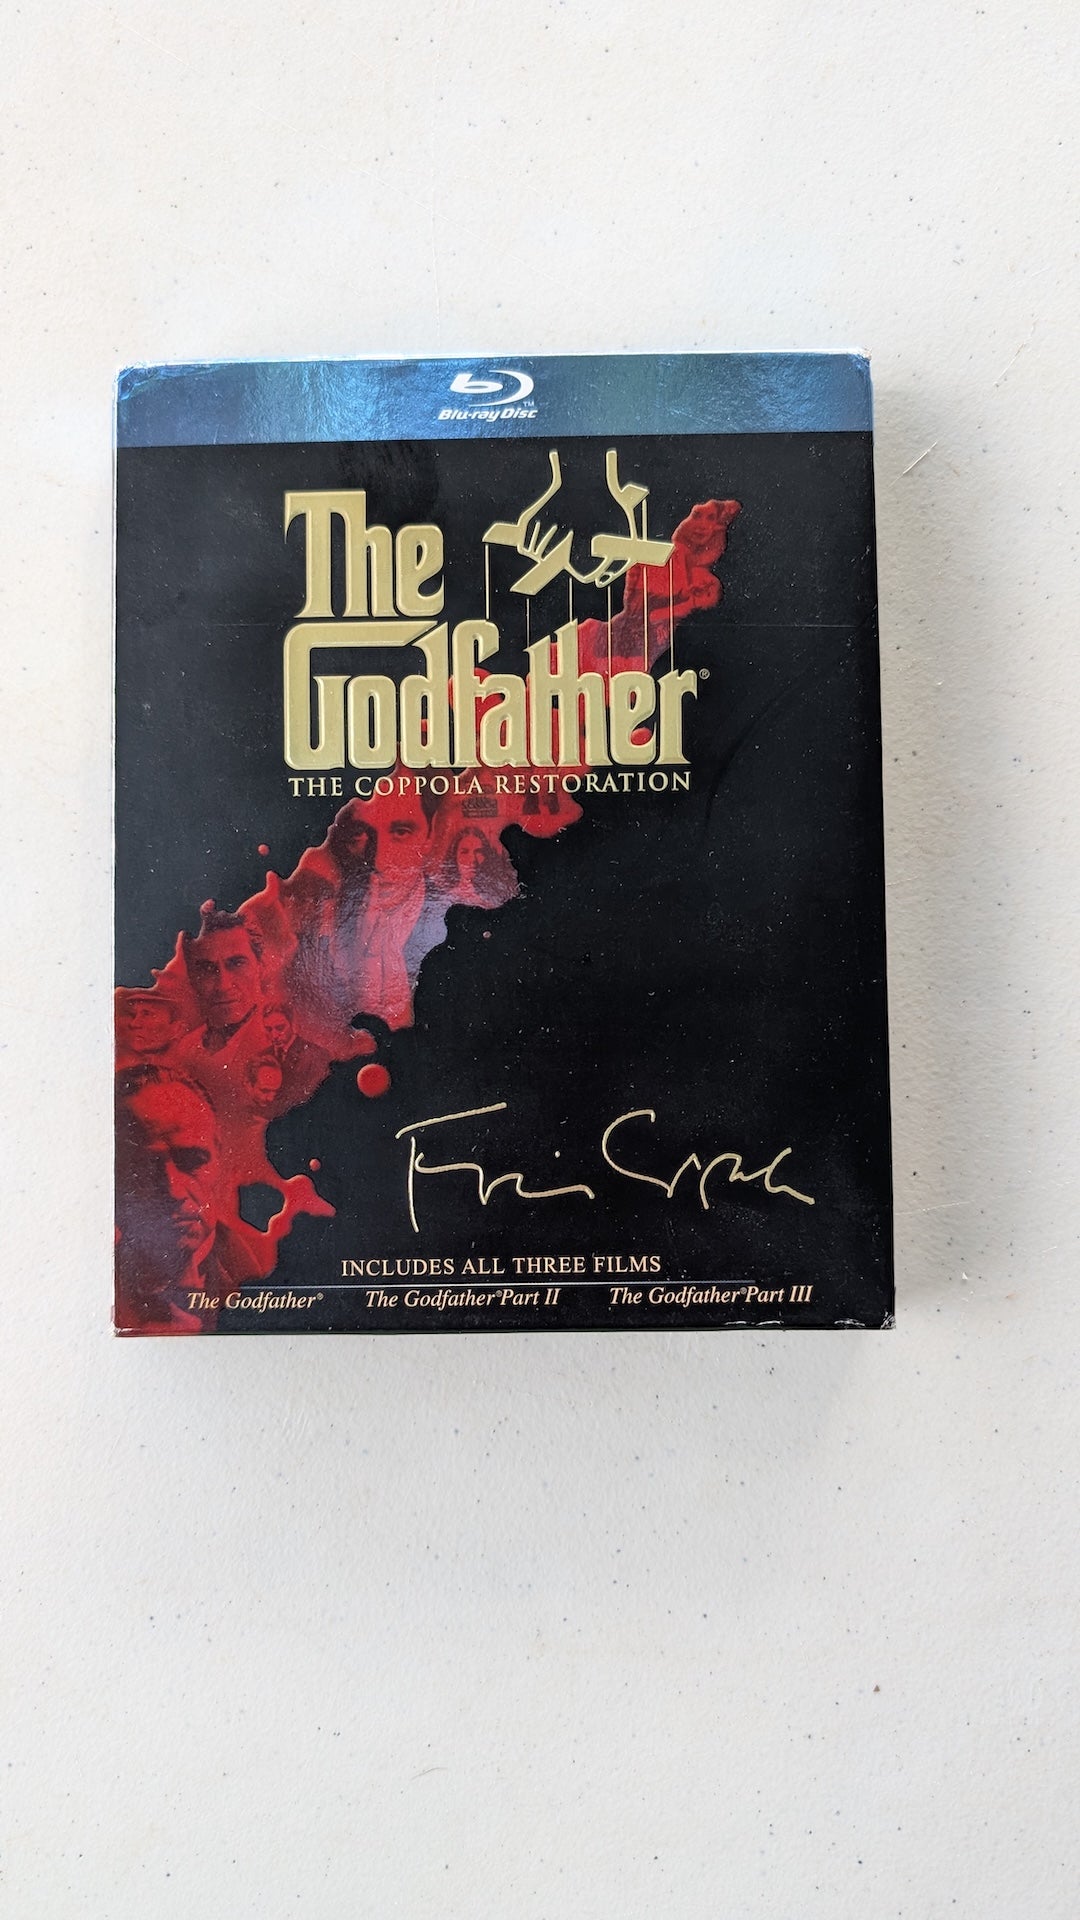 Blu-ray Disc™
The
Godfather®
THE COPPOLA RESTORATION
INCLUDES ALL THREE FILMS
The Godfather® The Godfather® Part II The Godfather® Part III